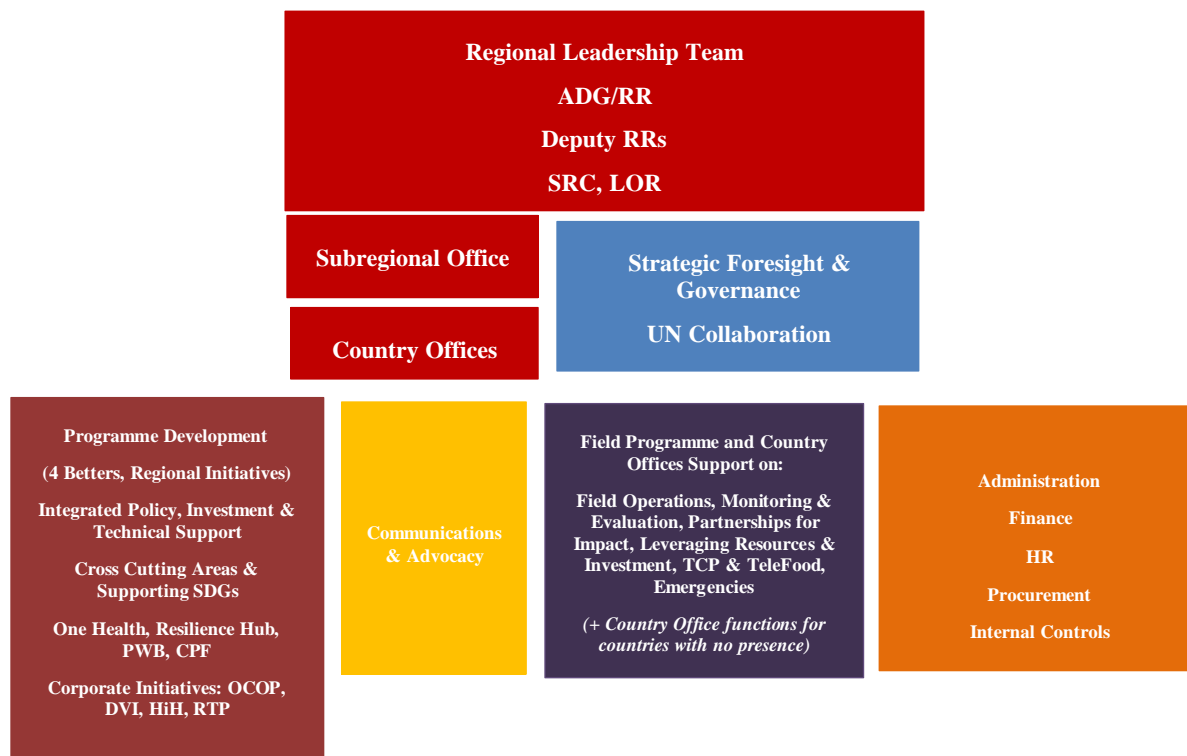 Regional Leadership Team
ADG/RR
Deputy RRs
SRC, LOR
Subregional Office
Country Offices
Strategic Foresight &
Governance
UN Collaboration
Programme Development
(4 Betters, Regional Initiatives)
Integrated Policy, Investment &
Technical Support
Cross Cutting Areas &
Supporting SDGs
One Health, Resilience Hub,
PWB, CPF
Corporate Initiatives: OCOP,
DVI, HiH, RTP
Communications
& Advocacy
Field Programme and Country
Offices Support on:
Field Operations, Monitoring &
Evaluation, Partnerships for
Impact, Leveraging Resources &
Investment, TCP & TeleFood,
Emergencies
(+ Country Office functions for
countries with no presence)
Administration
Finance
HR
Procurement
Internal Controls